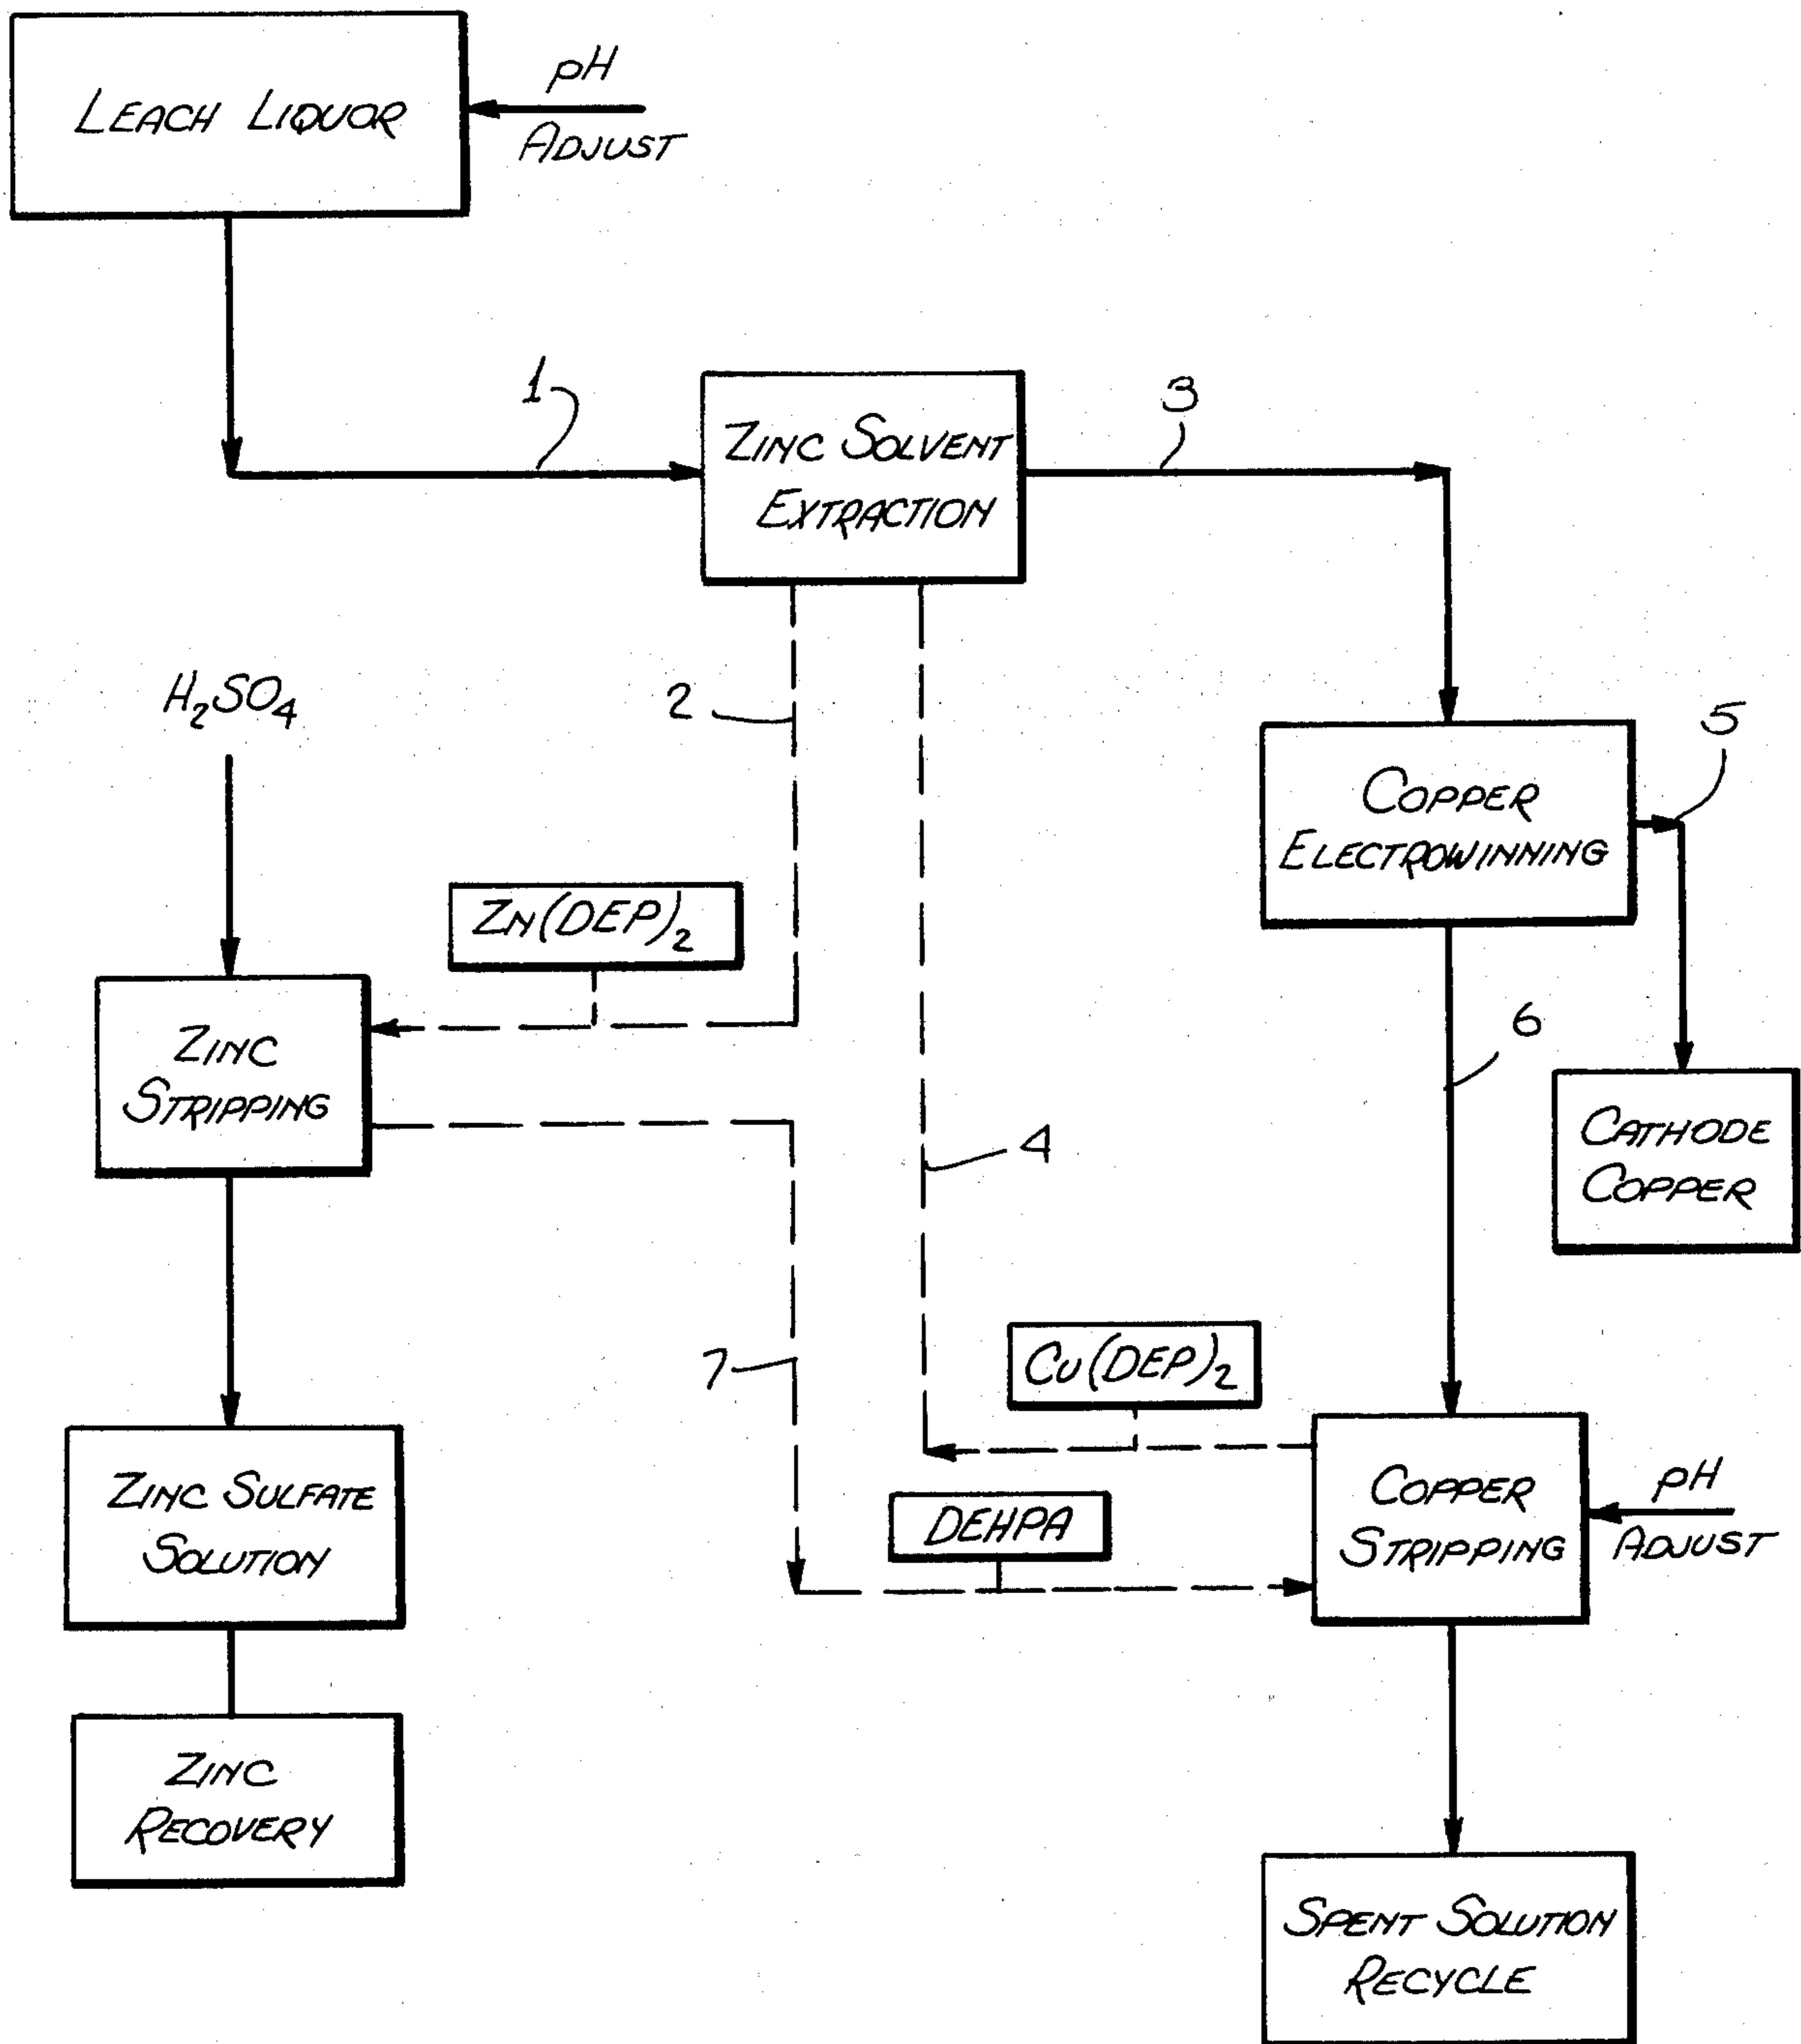 LEACH LIQUOR
pH
ADJUST
1
ZINC SOLVENT
EXTRACTION
3
H₂SO₄
2
5
COPPER
ELECTROWINNING
ZN(DEP)₂
6
ZINC
STRIPPING
4
CATHODE
COPPER
7
CU(DEP)₂
ZINC SULFATE
SOLUTION
DEHPA
COPPER
STRIPPING
pH
ADJUST
ZINC
RECOVERY
SPENT SOLUTION
RECYCLE